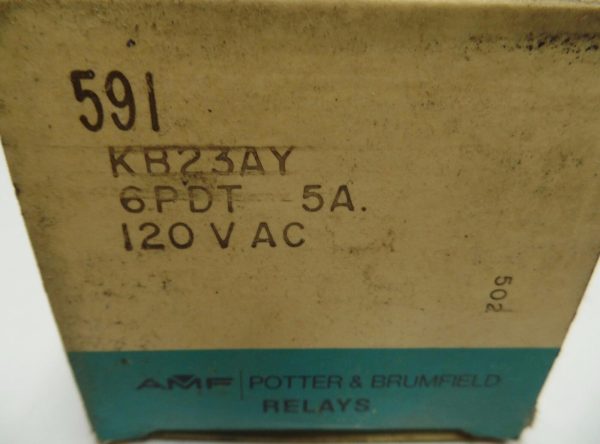 591
KB23AY
6PDT 5A.
120 V AC
502
AMF | POTTER & BRUMFIELD
RELAYS